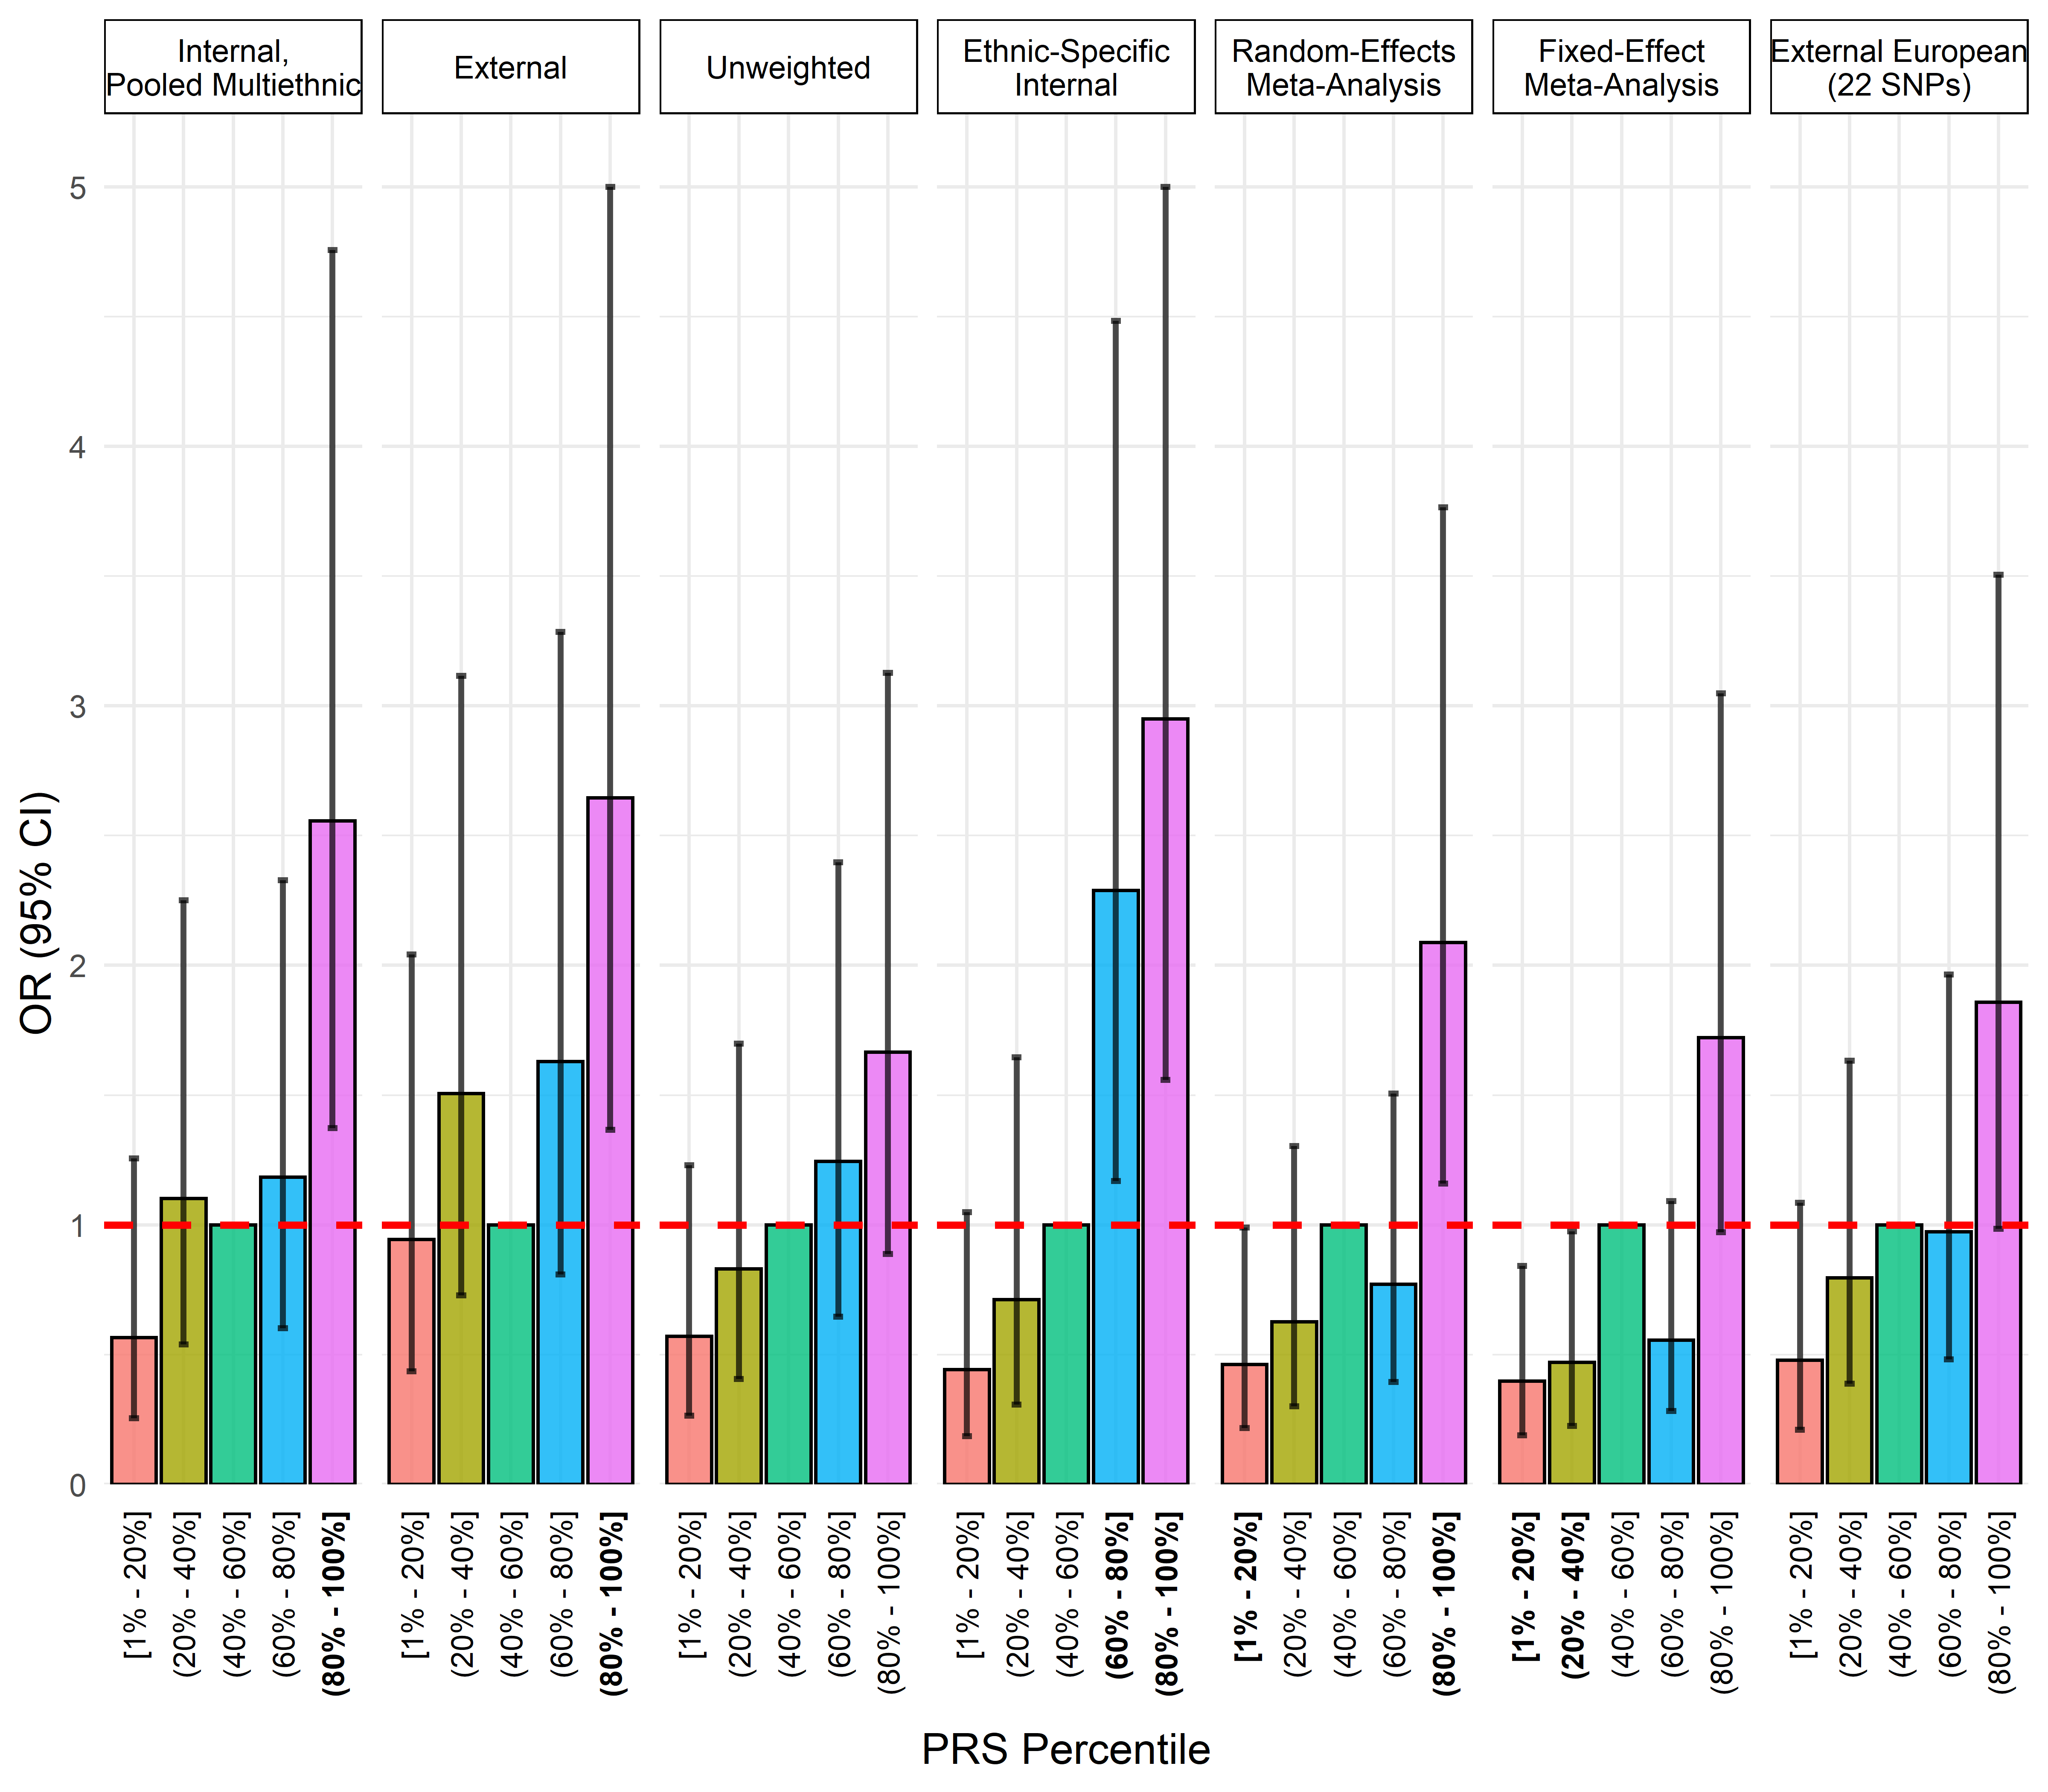 Internal,
Pooled Multiethnic
External
Unweighted
Ethnic-Specific
Internal
Random-Effects
Meta-Analysis
Fixed-Effect
Meta-Analysis
External European
(22 SNPs)
5
4
3
2
1
0
OR (95% CI)
[1% - 20%]
(20% - 40%]
(40% - 60%]
(60% - 80%]
(80% - 100%]
[1% - 20%]
(20% - 40%]
(40% - 60%]
(60% - 80%]
(80% - 100%]
[1% - 20%]
(20% - 40%]
(40% - 60%]
(60% - 80%]
(80% - 100%]
[1% - 20%]
(20% - 40%]
(40% - 60%]
(60% - 80%]
(80% - 100%]
[1% - 20%]
(20% - 40%]
(40% - 60%]
(60% - 80%]
(80% - 100%]
[1% - 20%]
(20% - 40%]
(40% - 60%]
(60% - 80%]
(80% - 100%]
[1% - 20%]
(20% - 40%]
(40% - 60%]
(60% - 80%]
(80% - 100%]
PRS Percentile